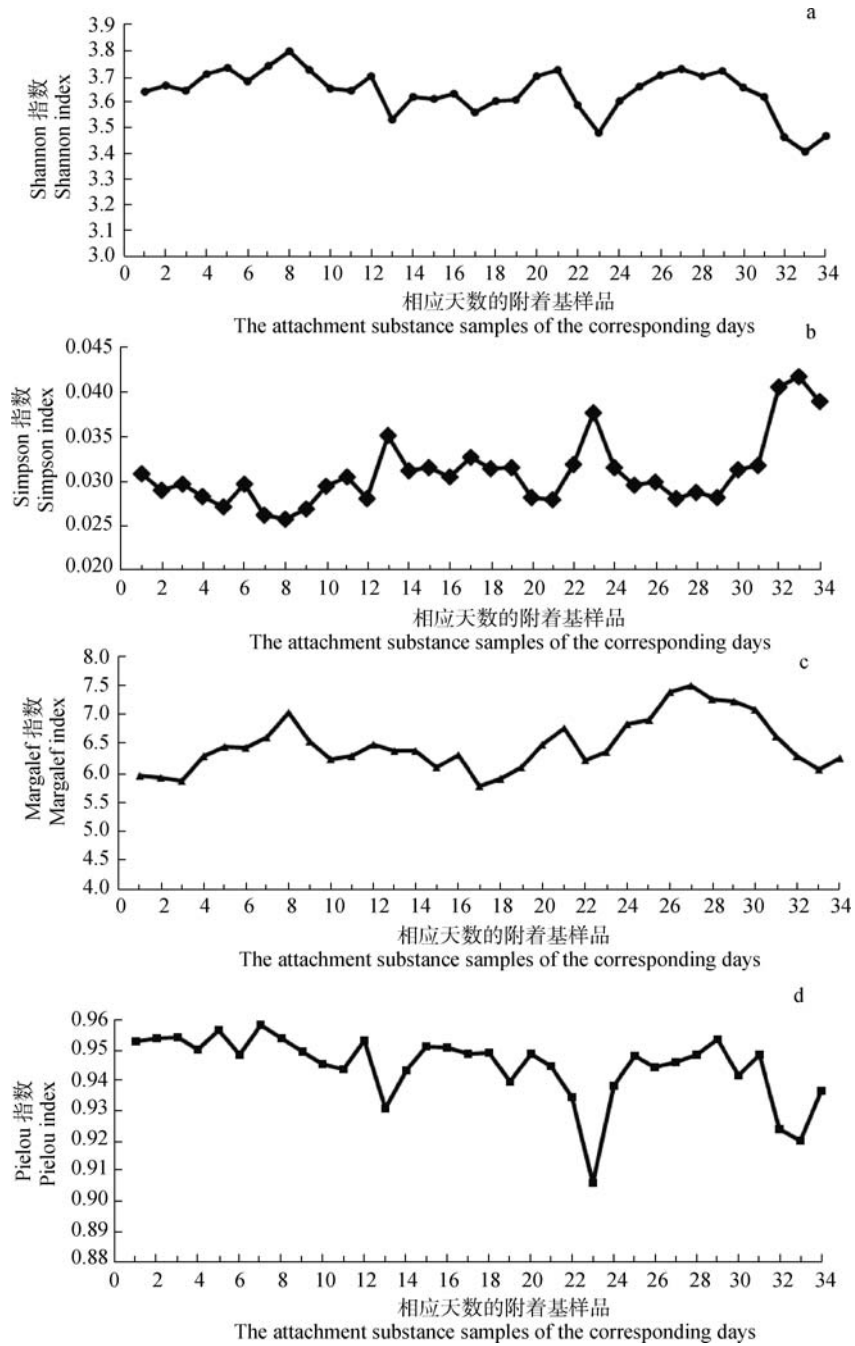 a
3.9
3.8
3.7
3.6
3.5
3.4
3.3
3.2
3.1
3.0
Shannon 指数
Shannon index
0 2 4 6 8 10 12 14 16 18 20 22 24 26 28 30 32 34
相应天数的附着基样品
The attachment substance samples of the corresponding days
b
0.045
0.040
0.035
0.030
0.025
0.020
Simpson 指数
Simpson index
0 2 4 6 8 10 12 14 16 18 20 22 24 26 28 30 32 34
相应天数的附着基样品
The attachment substance samples of the corresponding days
c
8.0
7.5
7.0
6.5
6.0
5.5
5.0
4.5
4.0
Margalef 指数
Margalef index
0 2 4 6 8 10 12 14 16 18 20 22 24 26 28 30 32 34
相应天数的附着基样品
The attachment substance samples of the corresponding days
d
0.96
0.95
0.94
0.93
0.92
0.91
0.90
0.89
0.88
Pielou 指数
Pielou index
0 2 4 6 8 10 12 14 16 18 20 22 24 26 28 30 32 34
相应天数的附着基样品
The attachment substance samples of the corresponding days